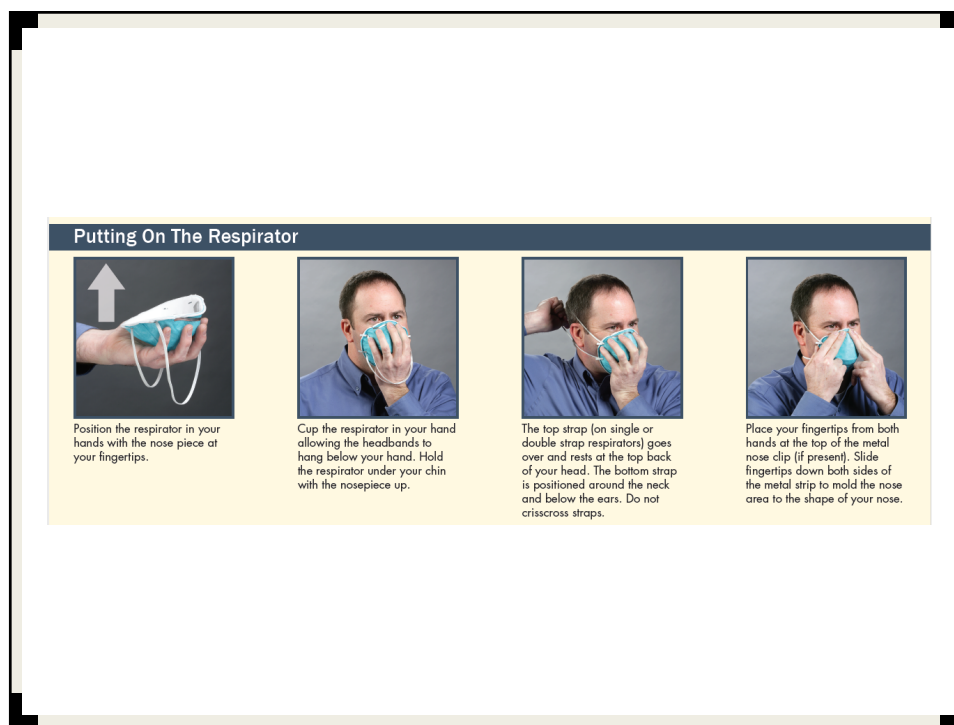 Putting On The Respirator
Position the respirator in your
hands with the nose piece at
your fingertips.
Cup the respirator in your hand
allowing the headbands to
hang below your hand. Hold
the respirator under your chin
with the nosepiece up.
The top strap (on single or
double strap respirators) goes
over and rests at the top back
of your head. The bottom strap
is positioned around the neck
and below the ears. Do not
crisscross straps.
Place your fingertips from both
hands at the top of the metal
nose clip (if present). Slide
fingertips down both sides of
the metal strip to mold the nose
area to the shape of your nose.